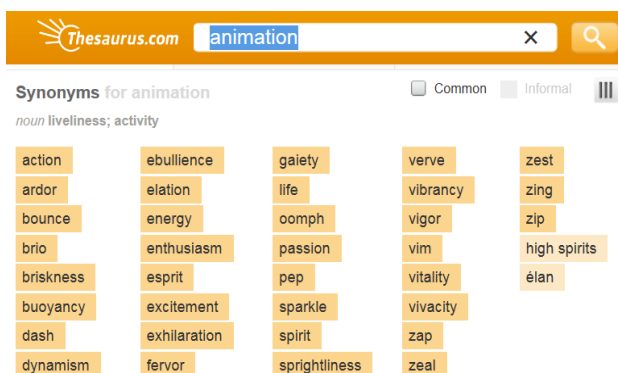 Thesaurus.com animation ×
Synonyms for animation Common Informal
noun liveliness; activity
action ebullience gaiety verve zest
ardor elation life vibrancy zing
bounce energy oomph vigor zip
brio enthusiasm passion vim high spirits
briskness esprit pep vitality élan
buoyancy excitement sparkle vivacity
dash exhilaration spirit zap
dynamism fervor sprightliness zeal